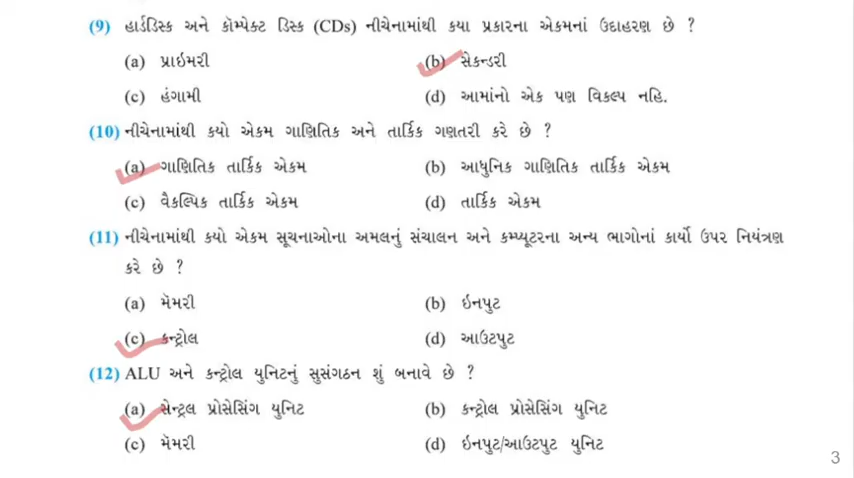 (9) હાર્ડડિસ્ક અને કૉમ્પેક્ટ ડિસ્ક (CDs) નીચેનામાંથી કયા પ્રકારના એકમનાં ઉદાહરણ છે ?
(a) પ્રાઇમરી (b) સેકન્ડરી
(c) હંગામી (d) આમાંનો એક પણ વિકલ્પ નહિ.
(10) નીચેનામાંથી કયો એકમ ગાણિતિક અને તાર્કિક ગણતરી કરે છે ?
(a) ગાણિતિક તાર્કિક એકમ (b) આધુનિક ગાણિતિક તાર્કિક એકમ
(c) વૈકલ્પિક તાર્કિક એકમ (d) તાર્કિક એકમ
(11) નીચેનામાંથી કયો એકમ સૂચનાઓના અમલનું સંચાલન અને કમ્પ્યૂટરના અન્ય ભાગોનાં કાર્યો ઉપર નિયંત્રણ
કરે છે ?
(a) મૅમરી (b) ઇનપુટ
(c) કન્ટ્રોલ (d) આઉટપુટ
(12) ALU અને કન્ટ્રોલ યુનિટનું સુસંગઠન શું બનાવે છે ?
(a) સેન્ટ્રલ પ્રોસેસિંગ યુનિટ (b) કન્ટ્રોલ પ્રોસેસિંગ યુનિટ
(c) મૅમરી (d) ઇનપુટ/આઉટપુટ યુનિટ
3